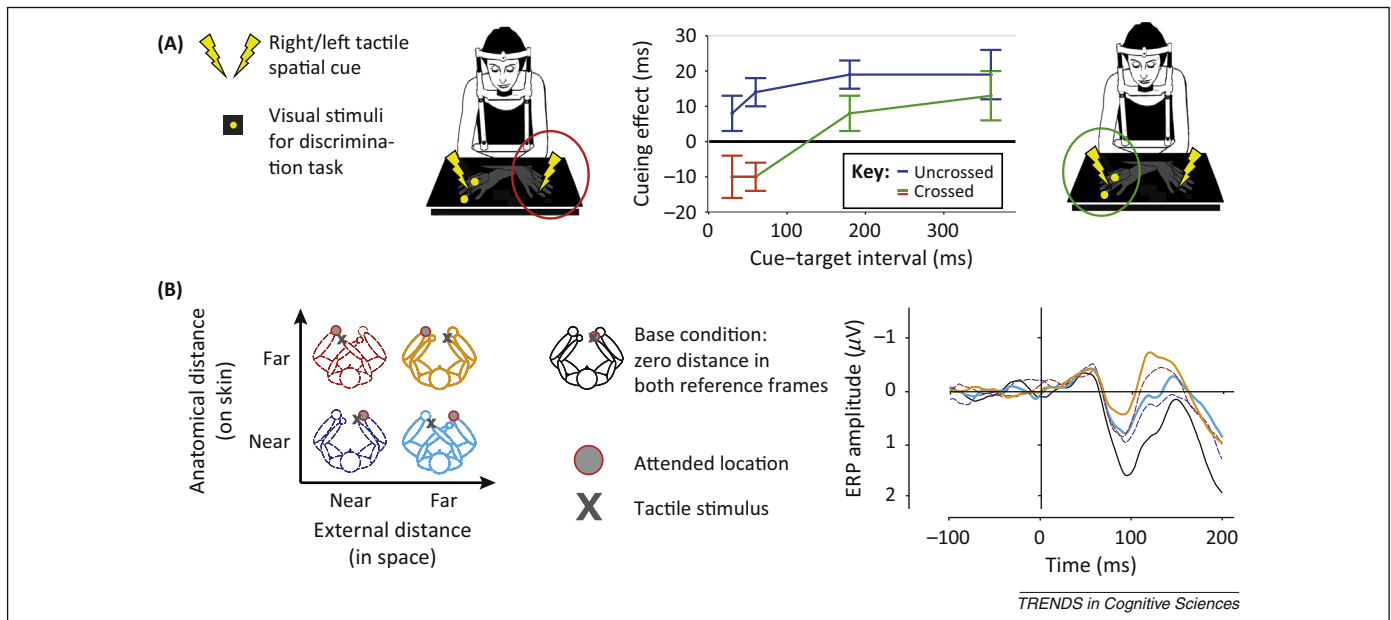 (A)
Right/left tactile
spatial cue
Visual stimuli
for discrimina-
tion task
Cueing effect (ms)
30
20
10
0
−10
−20
Key:
Uncrossed
Crossed
0
100
200
300
Cue−target interval (ms)
(B)
Anatomical distance
(on skin)
Far
Near
Near
Far
External distance
(in space)
Base condition:
zero distance in
both reference frames
Attended location
X
Tactile stimulus
ERP amplitude (μV)
−1
0
1
2
−100
0
100
200
Time (ms)
TRENDS in Cognitive Sciences